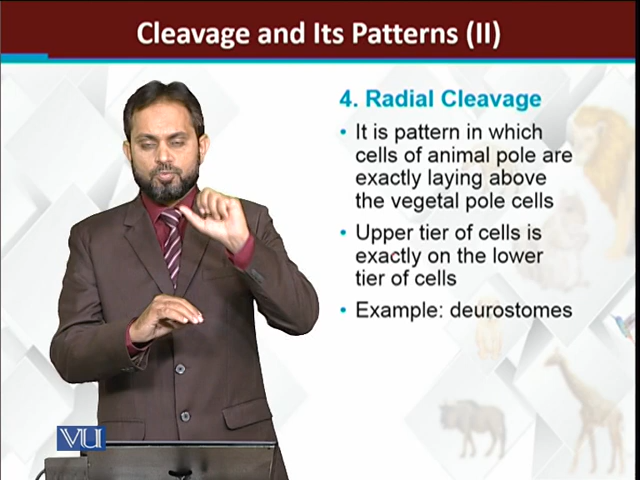 Cleavage and Its Patterns (II)
4. Radial Cleavage
• It is pattern in which
cells of animal pole are
exactly laying above
the vegetal pole cells
• Upper tier of cells is
exactly on the lower
tier of cells
• Example: deurostomes
VU